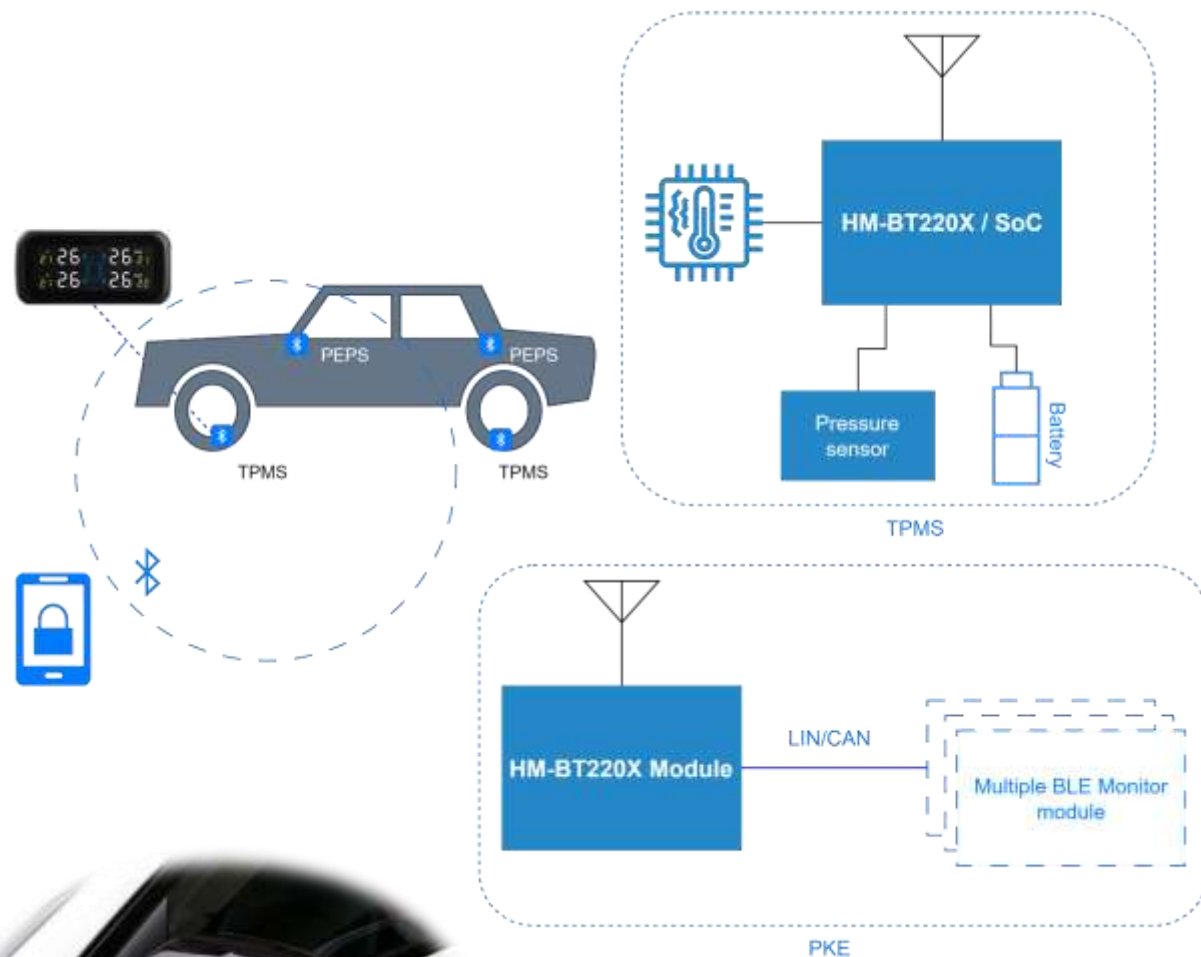 HM-BT220X / SoC
26 26
26 26
PEPS
PEPS
Pressure
sensor
Battery
TPMS
TPMS
TPMS
LIN/CAN
HM-BT220X Module
Multiple BLE Monitor
module
PKE